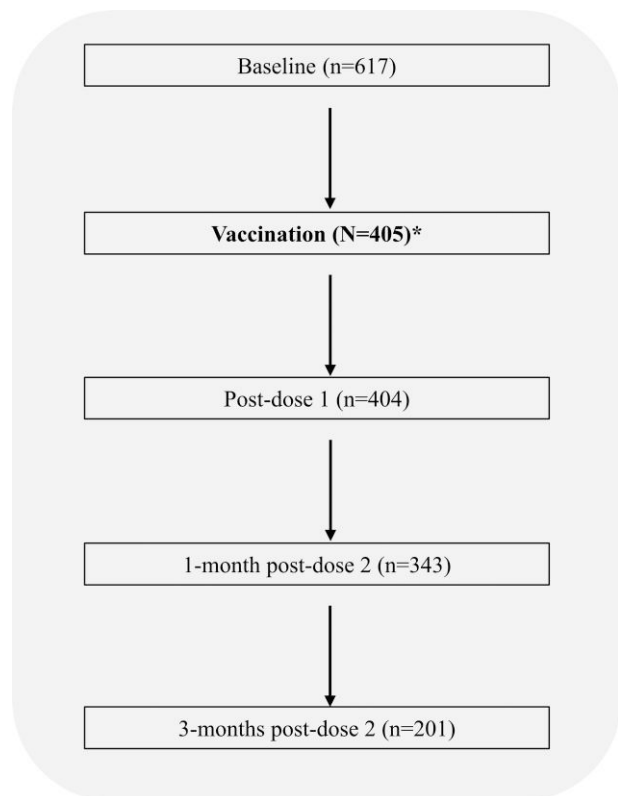 Baseline (n=617)
Vaccination (N=405)*
Post-dose 1 (n=404)
1-month post-dose 2 (n=343)
3-months post-dose 2 (n=201)